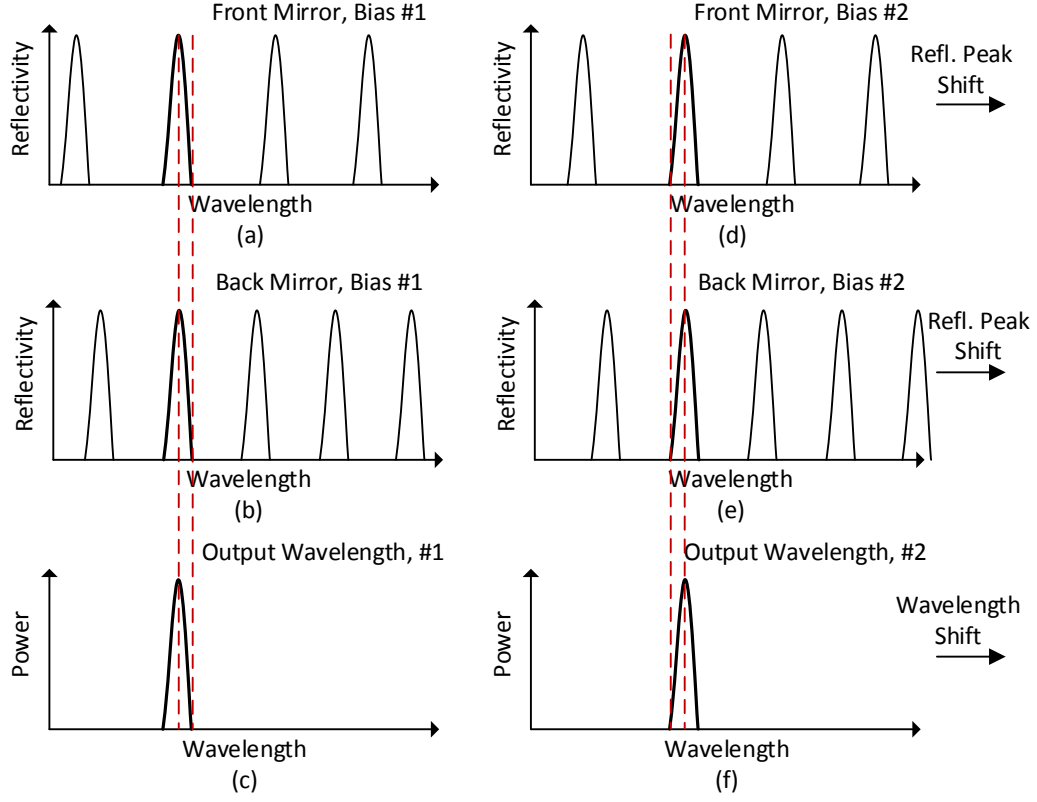 Front Mirror, Bias #1
Reflectivity
Wavelength
(a)
Front Mirror, Bias #2
Reflectivity
Wavelength
(d)
Refl. Peak
Shift
Back Mirror, Bias #1
Reflectivity
Wavelength
(b)
Back Mirror, Bias #2
Reflectivity
Wavelength
(e)
Refl. Peak
Shift
Output Wavelength, #1
Power
Wavelength
(c)
Output Wavelength, #2
Power
Wavelength
(f)
Wavelength
Shift